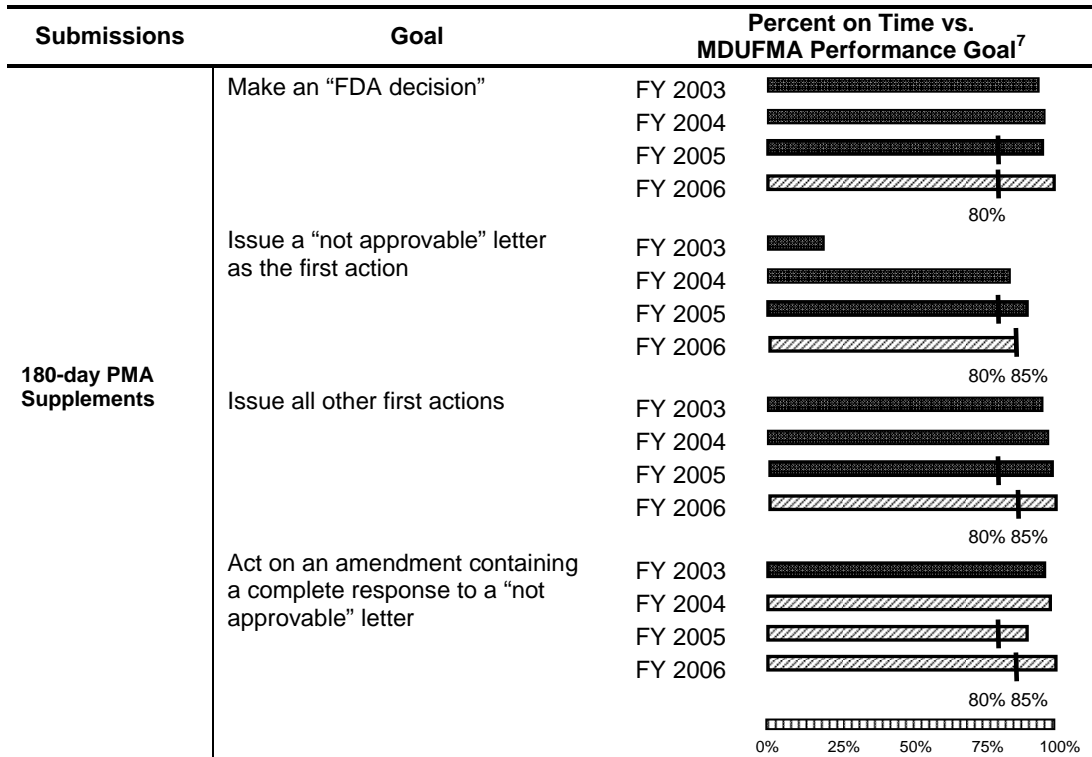 Submissions Goal Percent on Time vs.
MDUFMA Performance Goal7
Make an “FDA decision” FY 2003
FY 2004
FY 2005
FY 2006
80%
Issue a “not approvable” letter FY 2003
as the first action FY 2004
FY 2005
FY 2006
80% 85%
180-day PMA
Supplements
Issue all other first actions FY 2003
FY 2004
FY 2005
FY 2006
80% 85%
Act on an amendment containing FY 2003
a complete response to a “not FY 2004
approvable” letter FY 2005
FY 2006
80% 85%
0% 25% 50% 75% 100%